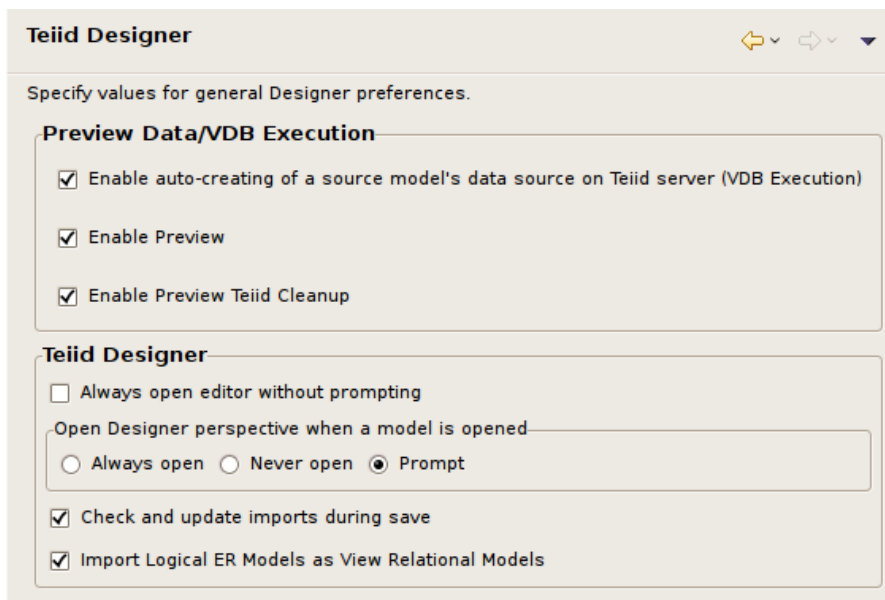 Teiid Designer
Specify values for general Designer preferences.
Preview Data/VDB Execution
Enable auto-creating of a source model's data source on Teiid server (VDB Execution)
Enable Preview
Enable Preview Teiid Cleanup
Teiid Designer
Always open editor without prompting
Open Designer perspective when a model is opened
Always open Never open Prompt
Check and update imports during save
Import Logical ER Models as View Relational Models